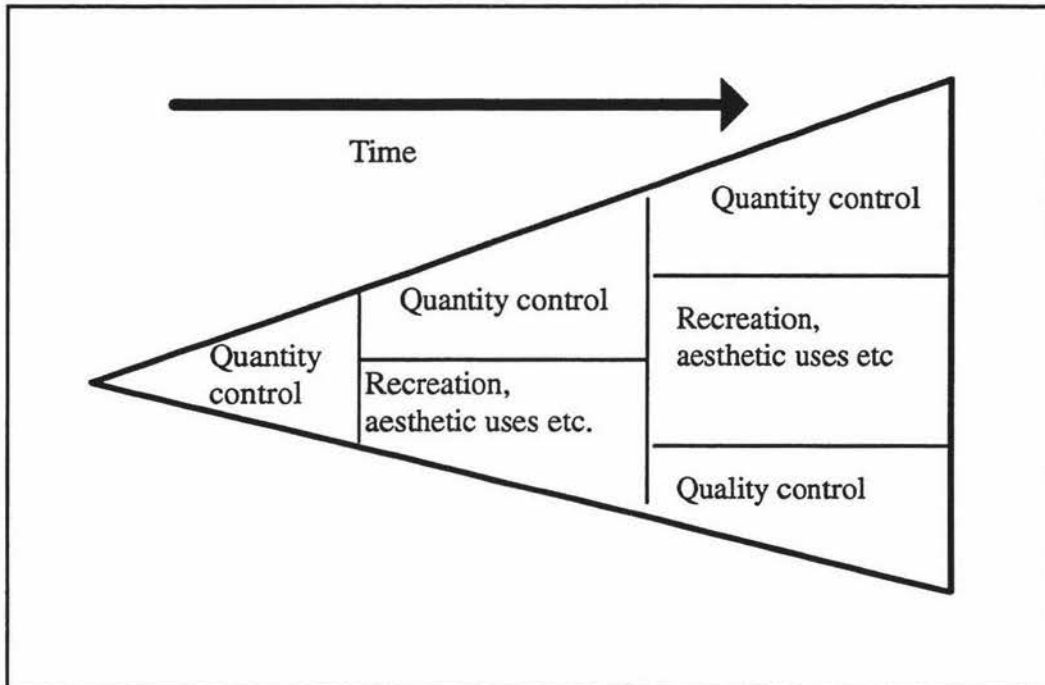 Time
Quantity
control
Quantity control
Recreation,
aesthetic uses etc.
Quantity control
Recreation,
aesthetic uses etc
Quality control